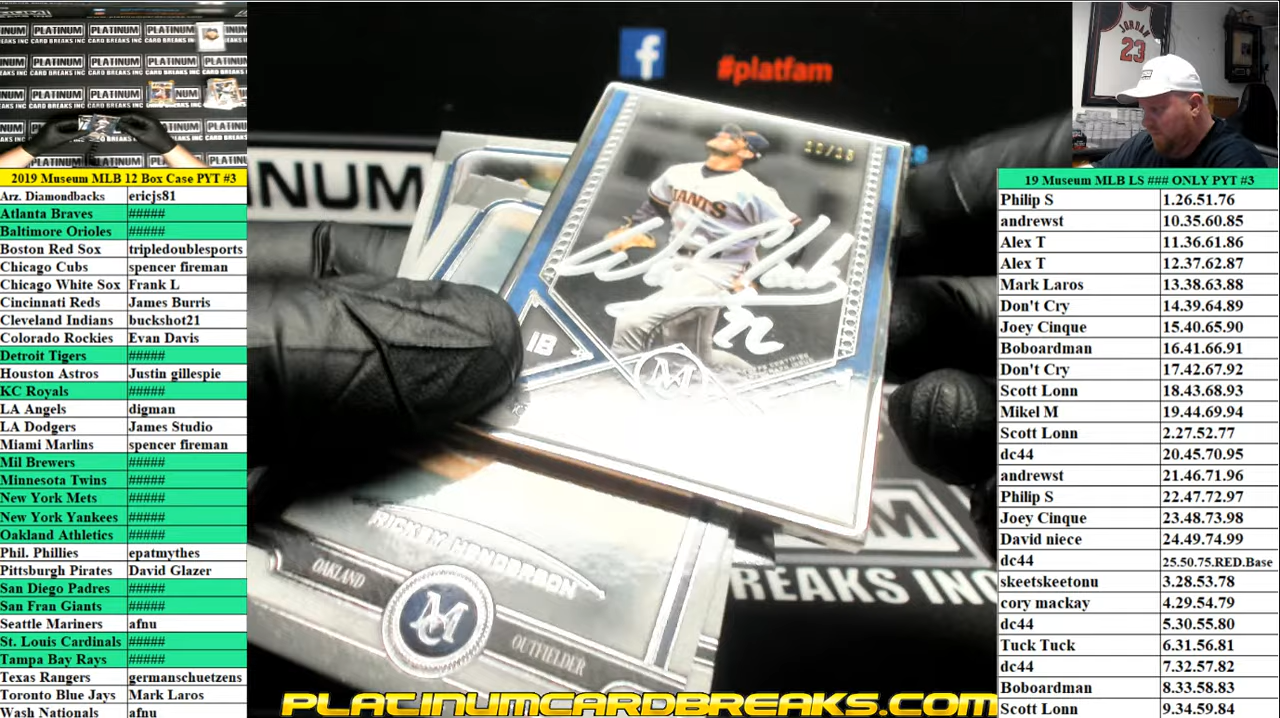 2019 Museum MLB 12 Box Case PYT #3
Arz. Diamondbacks ericjs81
Atlanta Braves #####
Baltimore Orioles #####
Boston Red Sox tripledoublesports
Chicago Cubs spencer fireman
Chicago White Sox Frank L
Cincinnati Reds James Burris
Cleveland Indians buckshot21
Colorado Rockies Evan Davis
Detroit Tigers #####
Houston Astros Justin gillespie
KC Royals #####
LA Angels digman
LA Dodgers James Studio
Miami Marlins spencer fireman
Mil Brewers #####
Minnesota Twins #####
New York Mets #####
New York Yankees #####
Oakland Athletics #####
Phil. Phillies epatmythes
Pittsburgh Pirates David Glazer
San Diego Padres #####
San Fran Giants #####
Seattle Mariners afnu
St. Louis Cardinals #####
Tampa Bay Rays #####
Texas Rangers germanschuetzens
Toronto Blue Jays Mark Laros
Wash Nationals afnu
PLATINUM
CARD BREAKS INC
f
#platfam
NUM
GIANTS
Will Clark
22
1B
M
RICKEY HENDERSON
OAKLAND
M
OUTFIELDER
BREAKS INC
PLATINUMCARDBREAKS.COM
JORDAN
23
19 Museum MLB LS ### ONLY PYT #3
Philip S 1.26.51.76
andrewst 10.35.60.85
Alex T 11.36.61.86
Alex T 12.37.62.87
Mark Laros 13.38.63.88
Don't Cry 14.39.64.89
Joey Cinque 15.40.65.90
Boboardman 16.41.66.91
Don't Cry 17.42.67.92
Scott Lonn 18.43.68.93
Mikel M 19.44.69.94
Scott Lonn 2.27.52.77
dc44 20.45.70.95
andrewst 21.46.71.96
Philip S 22.47.72.97
Joey Cinque 23.48.73.98
David niece 24.49.74.99
dc44 25.50.75.RED.Base
skeetskeetonu 3.28.53.78
cory mackay 4.29.54.79
dc44 5.30.55.80
Tuck Tuck 6.31.56.81
dc44 7.32.57.82
Boboardman 8.33.58.83
Scott Lonn 9.34.59.84